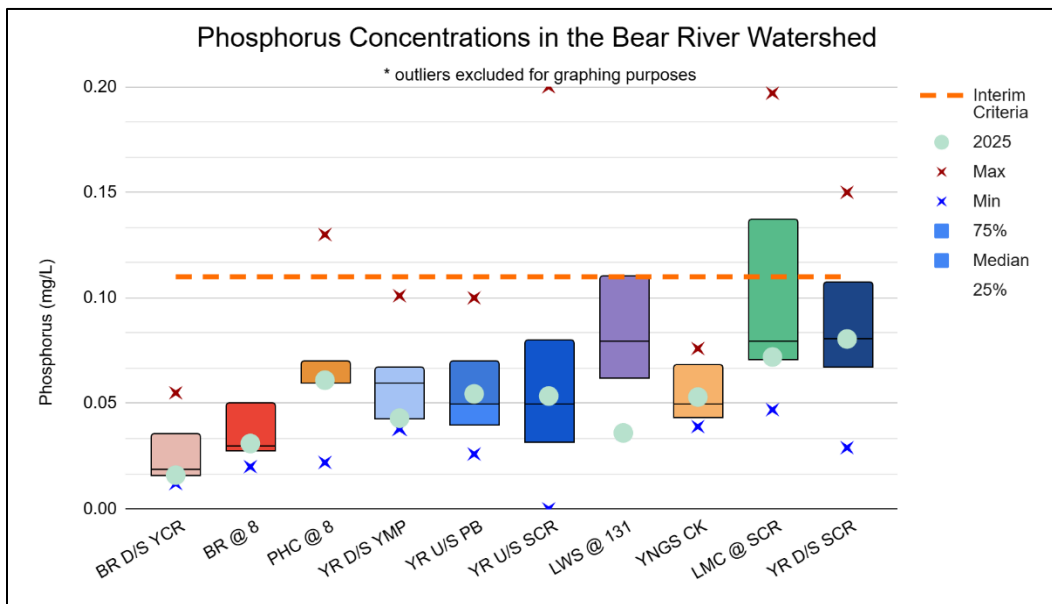 Phosphorus Concentrations in the Bear River Watershed
* outliers excluded for graphing purposes
Phosphorus (mg/L)
0.20
0.15
0.10
0.05
0.00
BR D/S YCR
BR @ 8
PHC @ 8
YR D/S YMP
YR U/S PB
YR U/S SCR
LWS @ 131
YNGS CK
LMC @ SCR
YR D/S SCR
Interim
Criteria
2025
Max
Min
75%
Median
25%